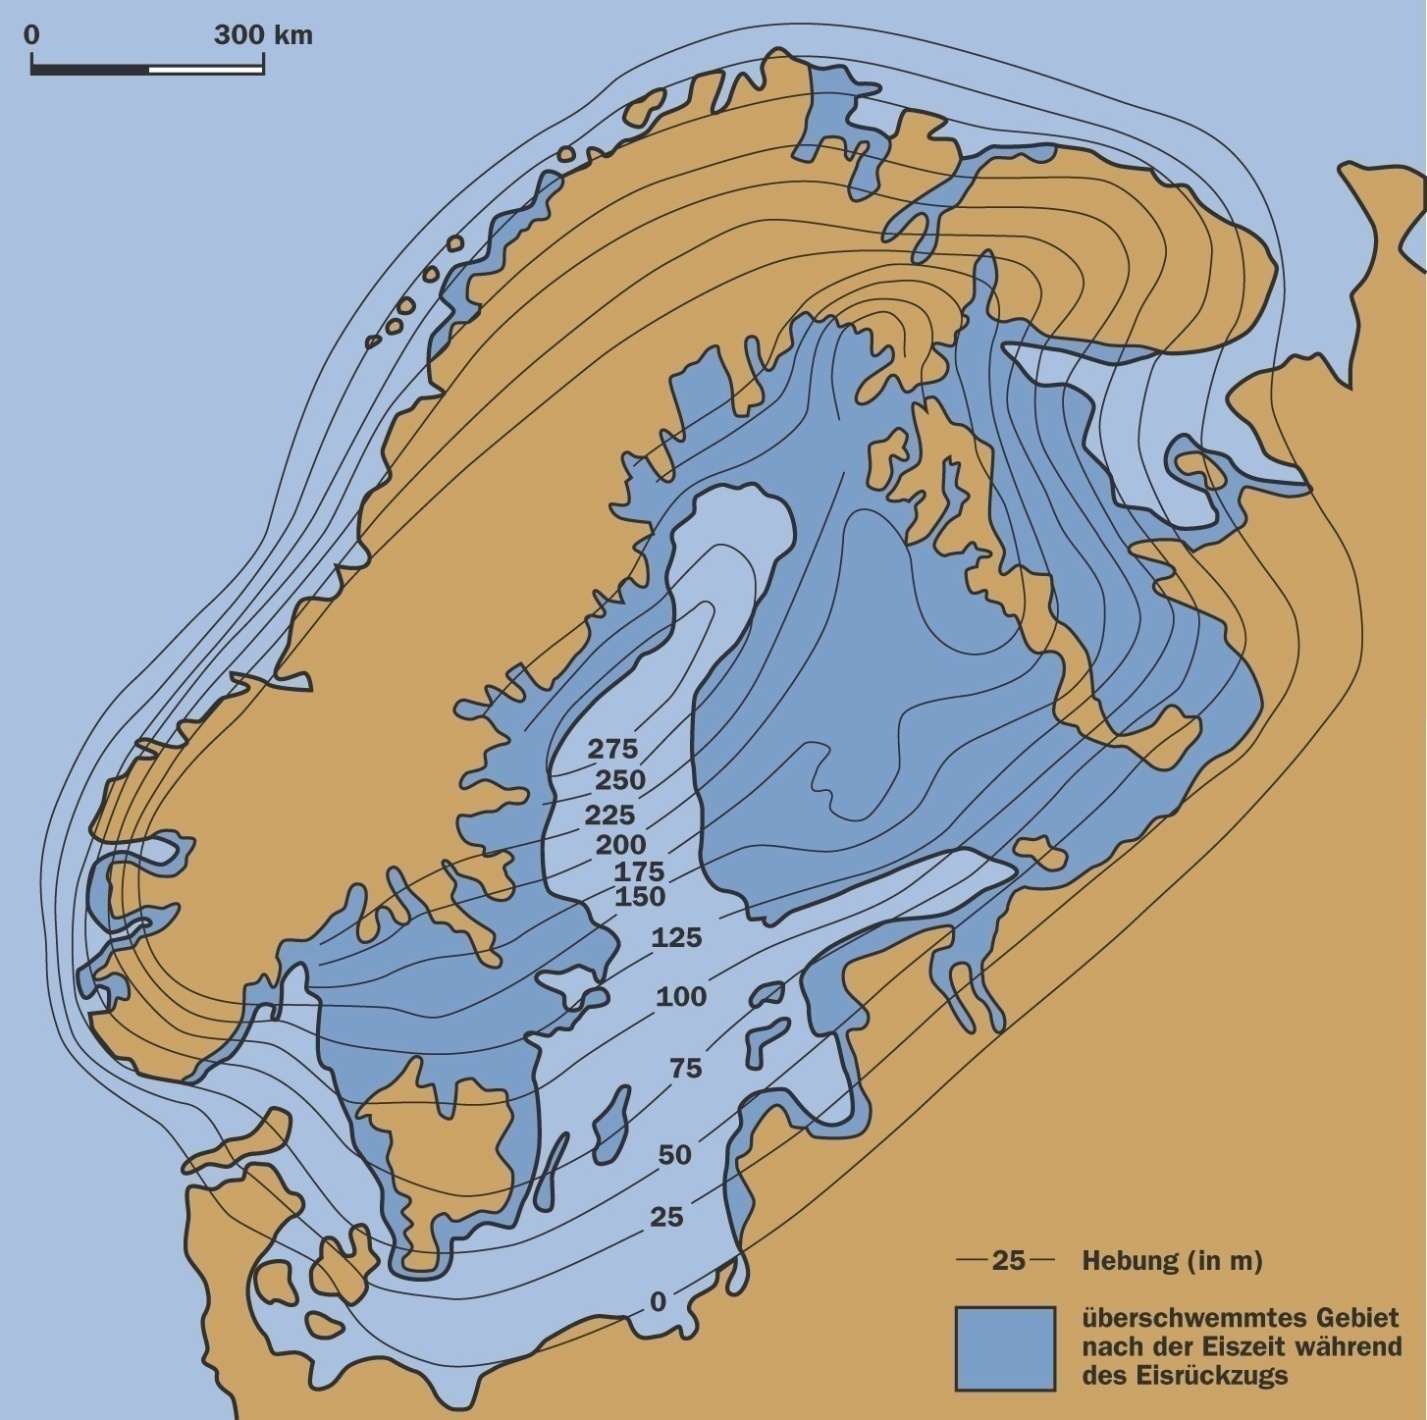 0 300 km
275
250
225
200
175
150
125
100
75
50
25
0
25 Hebung (in m)
überschwemmtes Gebiet
nach der Eiszeit während
des Eisrückzugs